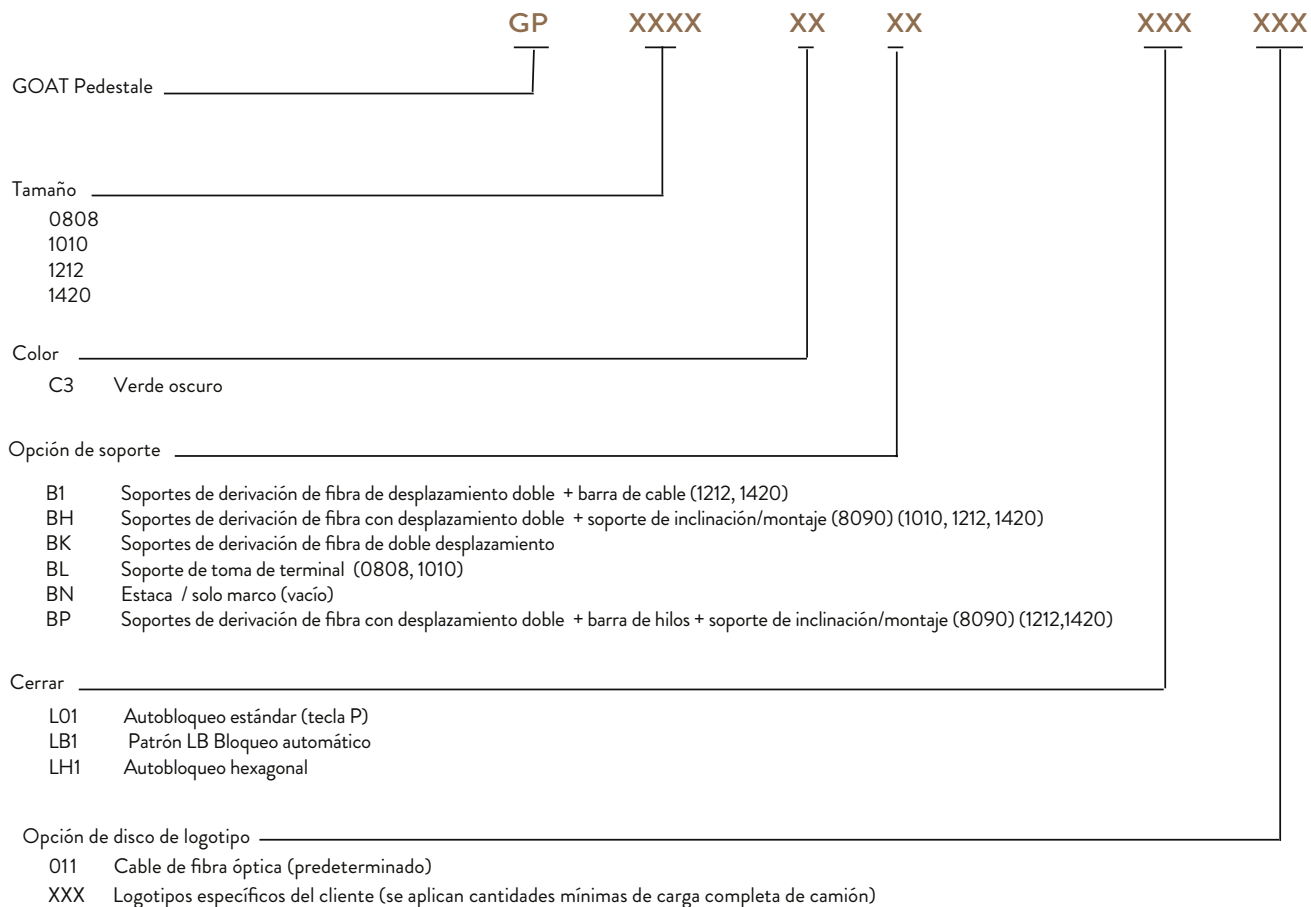 GP XXXX XX XX XXX XXX
GOAT Pedestale
Tamaño
0808
1010
1212
1420
Color
C3 Verde oscuro
Opción de soporte
B1 Soportes de derivación de fibra de desplazamiento doble + barra de cable (1212, 1420)
BH Soportes de derivación de fibra con desplazamiento doble + soporte de inclinación/montaje (8090) (1010, 1212, 1420)
BK Soportes de derivación de fibra de doble desplazamiento
BL Soporte de toma de terminal (0808, 1010)
BN Estaca / solo marco (vacío)
BP Soportes de derivación de fibra con desplazamiento doble + barra de hilos + soporte de inclinación/montaje (8090) (1212,1420)
Cerrar
L01 Autobloqueo estándar (tecla P)
LB1 Patrón LB Bloqueo automático
LH1 Autobloqueo hexagonal
Opción de disco de logotipo
011 Cable de fibra óptica (predeterminado)
XXX Logotipos específicos del cliente (se aplican cantidades mínimas de carga completa de camión)